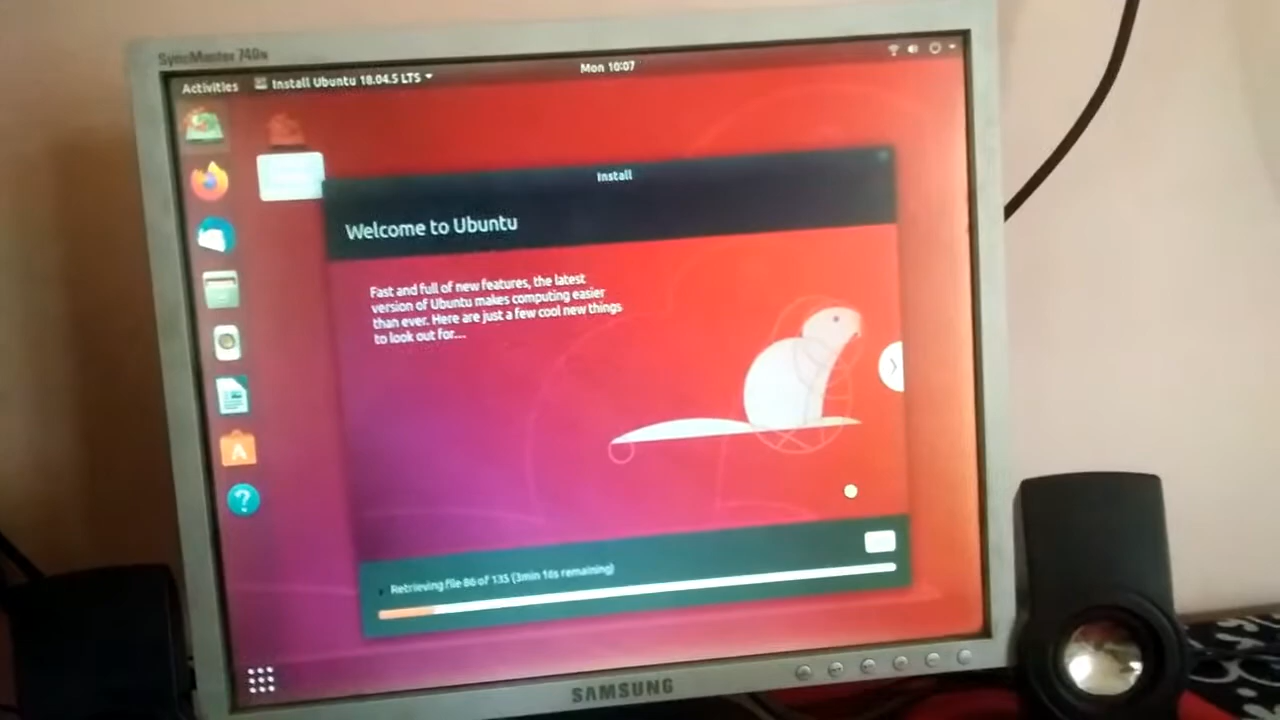 SyncMaster 740N
Activities
Install Ubuntu 18.04.5 LTS
Mon 10:07
Install
Welcome to Ubuntu
Fast and full of new features, the latest
version of Ubuntu makes computing easier
than ever. Here are just a few cool new things
to look out for...
Retrieving file 86 of 135 (3min 16s remaining)
SAMSUNG